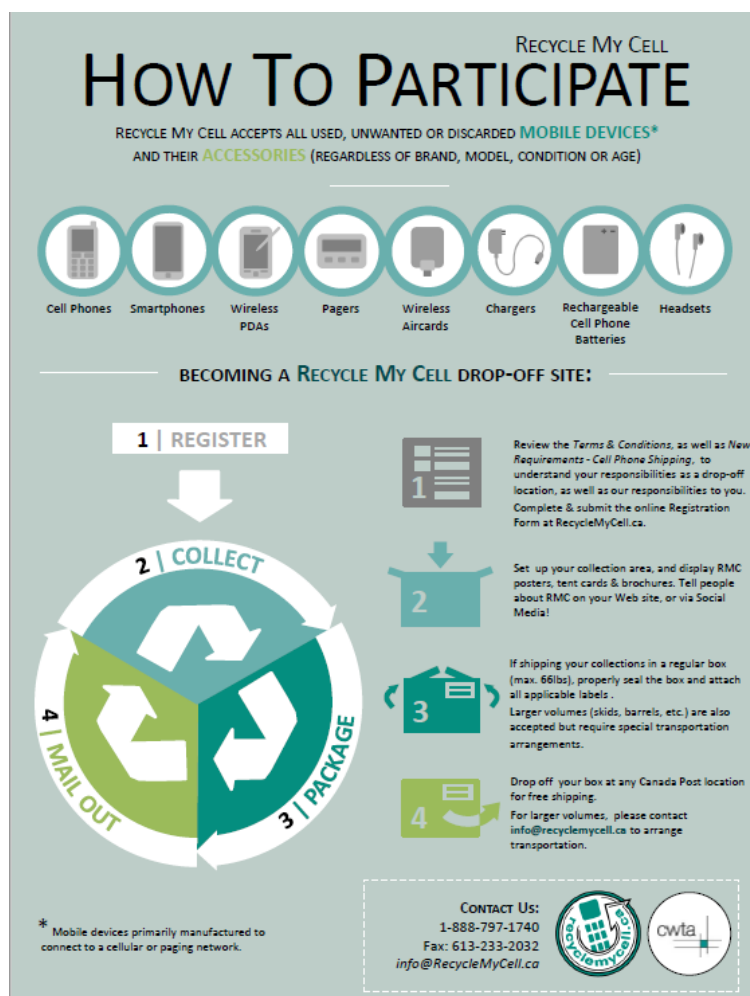 RECYCLE MY CELL
HOW TO PARTICIPATE
RECYCLE MY CELL ACCEPTS ALL USED, UNWANTED OR DISCARDED MOBILE DEVICES*
AND THEIR ACCESSORIES (REGARDLESS OF BRAND, MODEL, CONDITION OR AGE)
Cell Phones
Smartphones
Wireless
PDAs
Pagers
Wireless
Aircards
Chargers
Rechargeable
Cell Phone
Batteries
Headsets
BECOMING A RECYCLE MY CELL DROP-OFF SITE:
1 | REGISTER
2 | COLLECT
3 | PACKAGE
4 | MAIL OUT
1
Review the Terms & Conditions, as well as New
Requirements - Cell Phone Shipping, to
understand your responsibilities as a drop-off
location, as well as our responsibilities to you.
Complete & submit the online Registration
Form at RecycleMyCell.ca.
2
Set up your collection area, and display RMC
posters, tent cards & brochures. Tell people
about RMC on your Web site, or via Social
Media!
3
If shipping your collections in a regular box
(max. 66lbs), properly seal the box and attach
all applicable labels .
Larger volumes (skids, barrels, etc.) are also
accepted but require special transportation
arrangements.
4
Drop off your box at any Canada Post location
for free shipping.
For larger volumes, please contact
info@recyclemycell.ca to arrange
transportation.
* Mobile devices primarily manufactured to
connect to a cellular or paging network.
CONTACT US:
1-888-797-1740
Fax: 613-233-2032
info@RecycleMyCell.ca
recyclemycell.ca
cwta